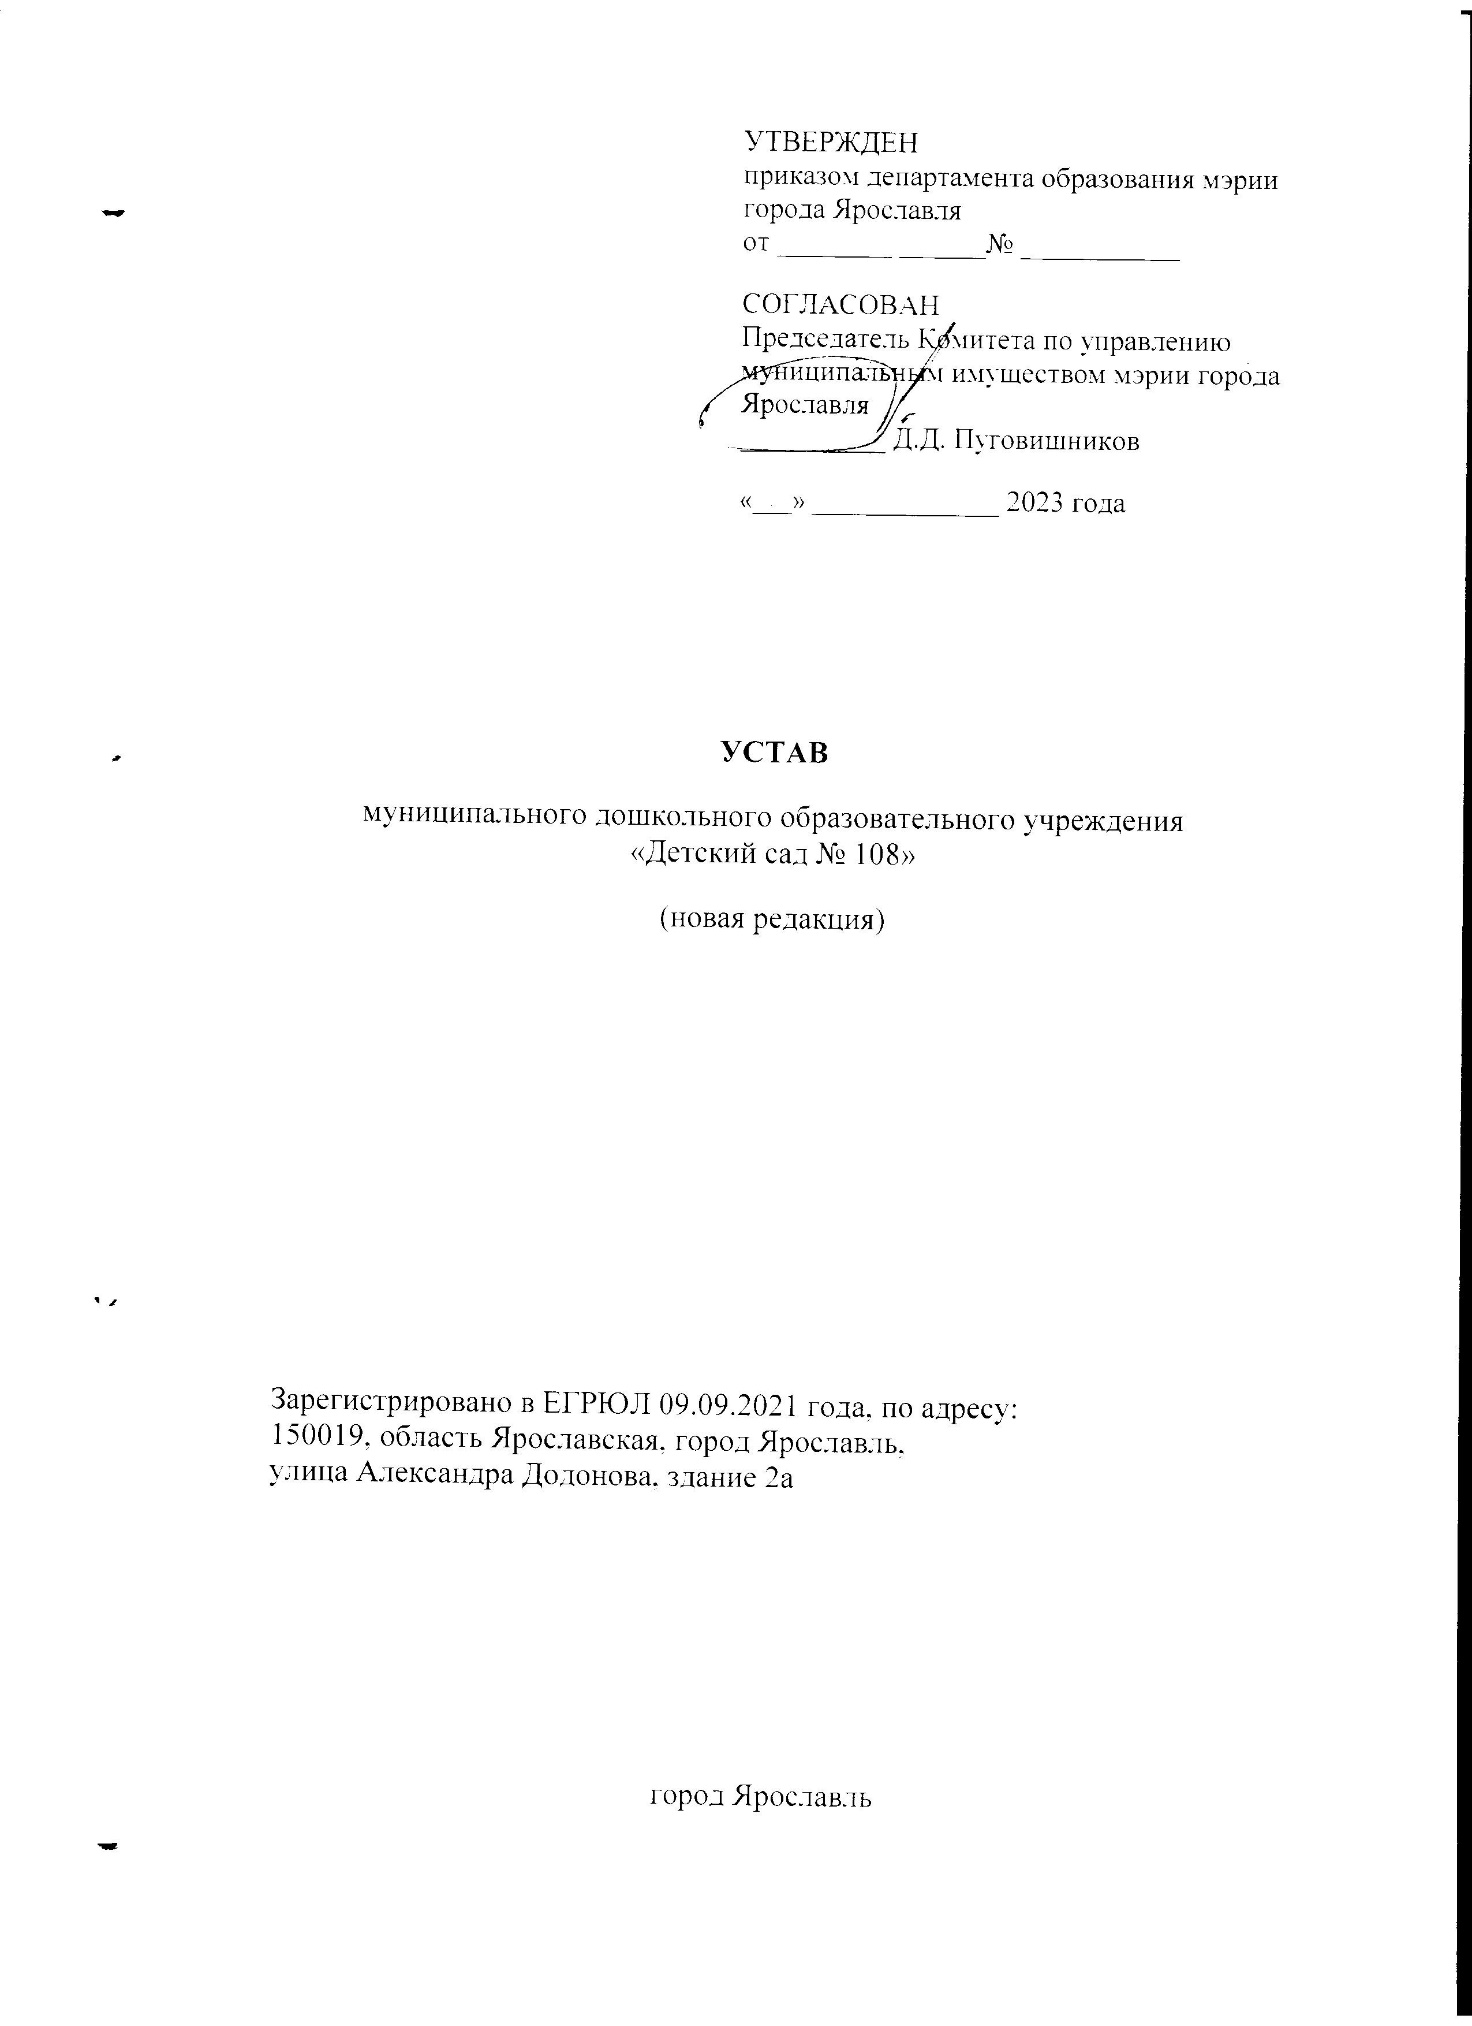 УТВЕРЖДЕН
приказом департамента образования мэрии
города Ярославля
от ________ ______№ ___________
СОГЛАСОВАН
Председатель Комитета по управлению
муниципальным имуществом мэрии города
Ярославля
__________ Д.Д. Пуговишников
«___» _____________ 2023 года
УСТАВ
муниципального дошкольного образовательного учреждения
«Детский сад № 108»
(новая редакция)
Зарегистрировано в ЕГРЮЛ 09.09.2021 года, по адресу:
150019, область Ярославская, город Ярославль,
улица Александра Додонова, здание 2а
город Ярославль